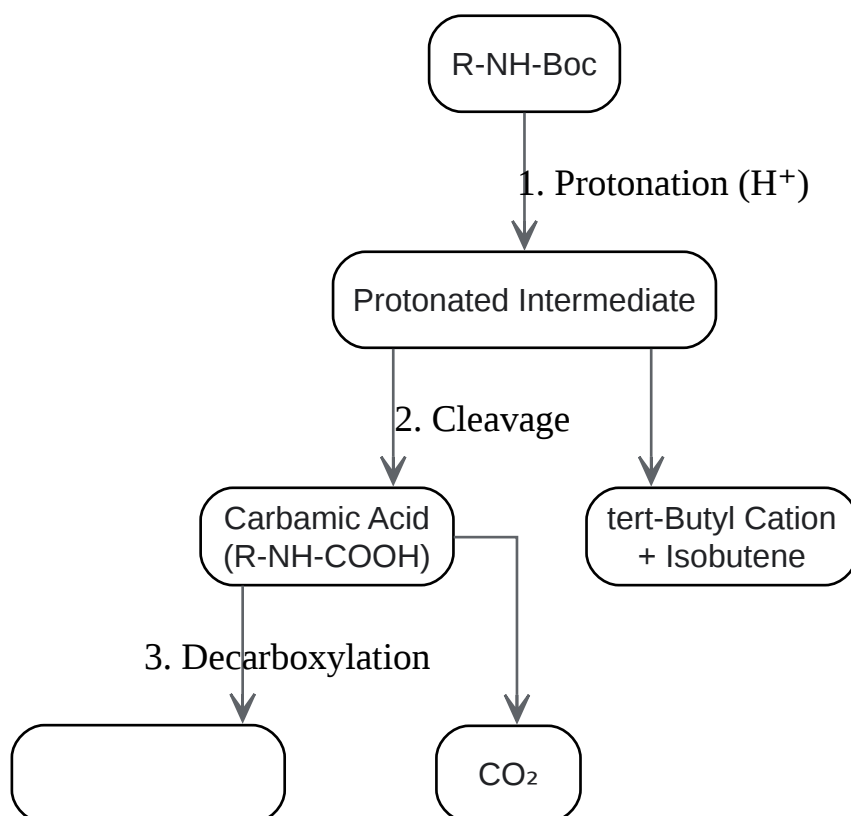 R-NH-Boc
1. Protonation (H⁺)
Protonated Intermediate
2. Cleavage
Carbamic Acid
(R-NH-COOH)
tert-Butyl Cation
+ Isobutene
3. Decarboxylation
CO₂